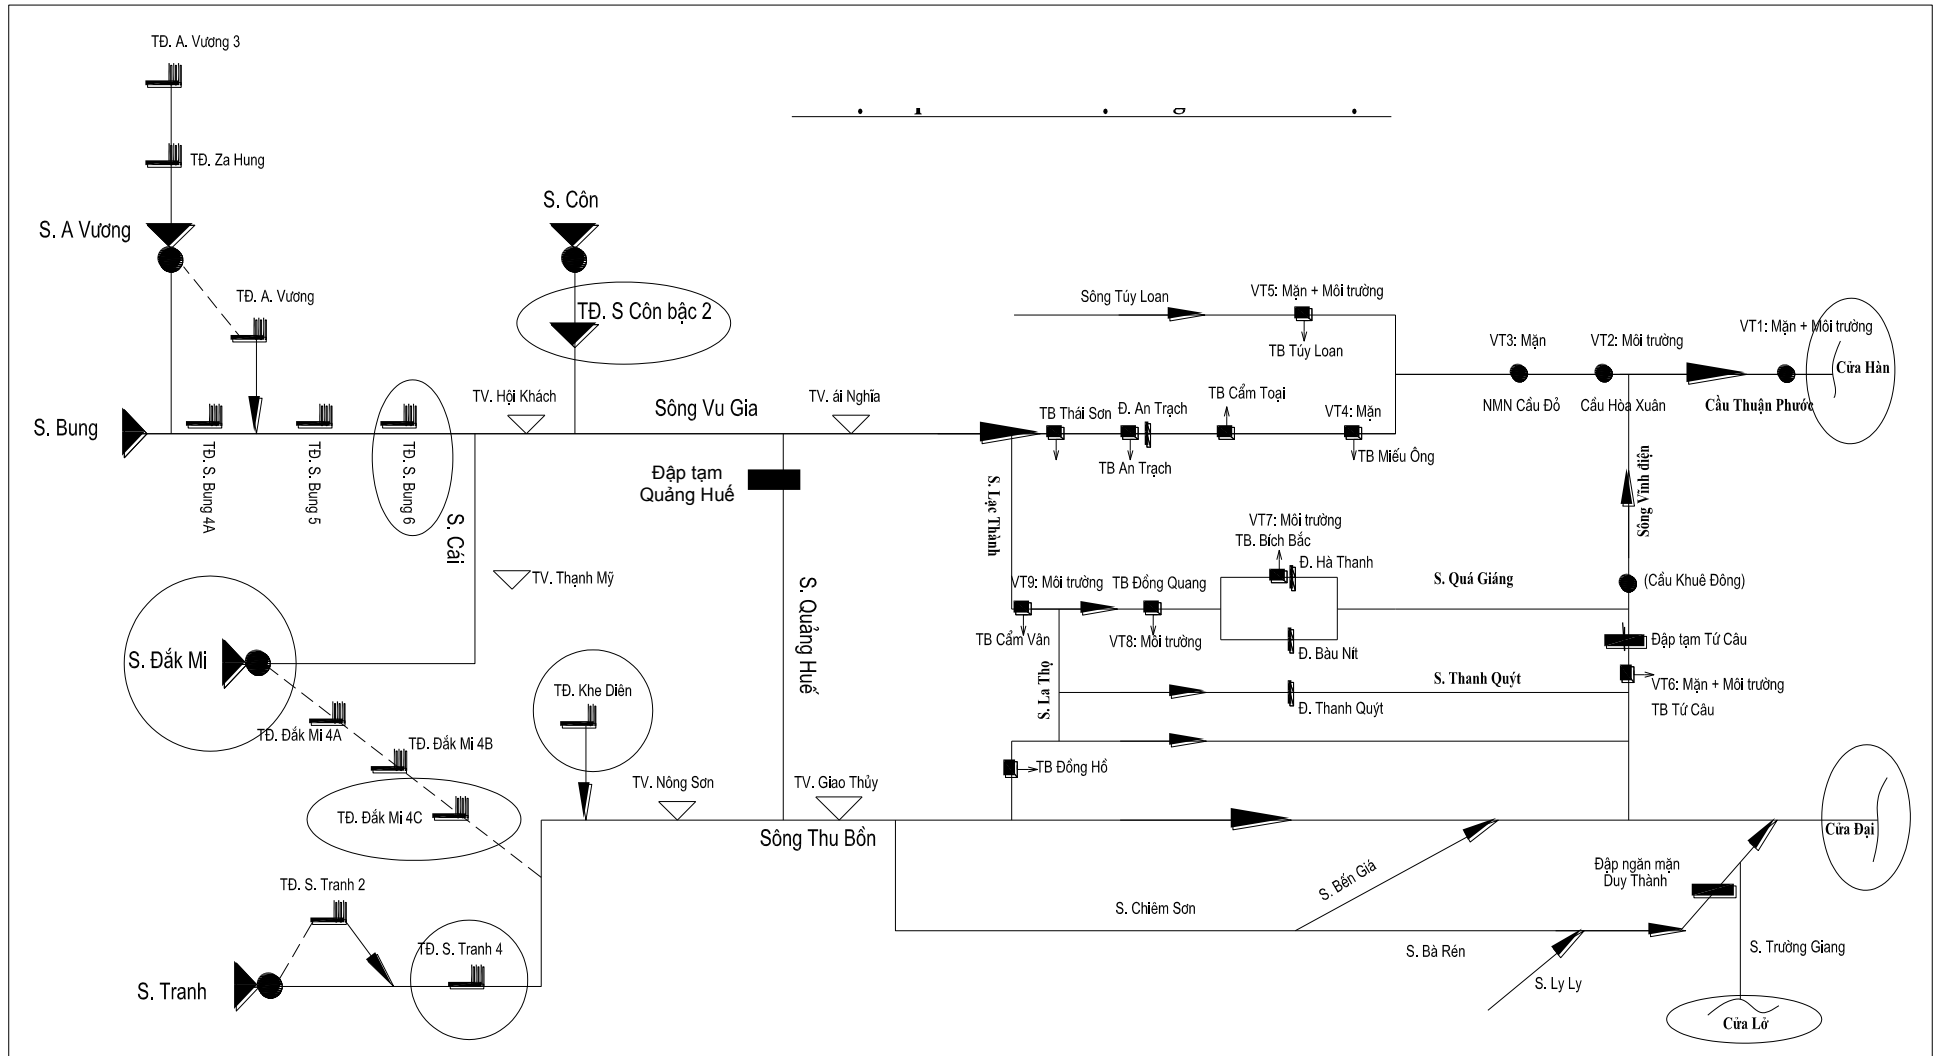 TĐ. A. Vương 3
TĐ. Za Hung
S. A Vương
S. Côn
TĐ. A. Vương
TĐ. S Côn bậc 2
Sông Túy Loan
VT5: Mặn + Môi trường
TB Túy Loan
VT3: Mặn
VT2: Môi trường
VT1: Mặn + Môi trường
Cửa Hàn
NMN Cầu Đỏ
Cầu Hòa Xuân
Cầu Thuận Phước
S. Bung
TĐ. S. Bung 4A
TĐ. S. Bung 5
TĐ. S. Bung 6
TV. Hội Khách
Sông Vu Gia
TV. ái Nghĩa
TB Thái Sơn
Đ. An Trạch
TB Cẩm Toại
VT4: Mặn
TB An Trạch
TB Miếu Ông
Đập tạm
Quảng Huế
S. Cái
S. Lạc Thành
Sông Vĩnh điện
TV. Thạnh Mỹ
S. Quảng Huế
VT7: Môi trường
TB. Bích Bắc
Đ. Hà Thanh
VT9: Môi trường
TB Đồng Quang
S. Quá Giáng
(Cầu Khuê Đông)
TB Cẩm Vân
VT8: Môi trường
Đ. Bàu Nít
Đập tạm Tứ Câu
S. Đắk Mi
TĐ. Khe Diên
S. La Thọ
S. Thanh Quýt
Đ. Thanh Quýt
VT6: Mặn + Môi trường
TB Tứ Câu
TĐ. Đắk Mi 4A
TĐ. Đắk Mi 4B
TĐ. Đắk Mi 4C
TV. Nông Sơn
TV. Giao Thủy
TB Đồng Hồ
Sông Thu Bồn
Cửa Đại
TĐ. S. Tranh 2
S. Bến Giá
Đập ngăn mặn
Duy Thành
S. Chiêm Sơn
TĐ. S. Tranh 4
S. Tranh
S. Bà Rén
S. Trường Giang
S. Ly Ly
Cửa Lở